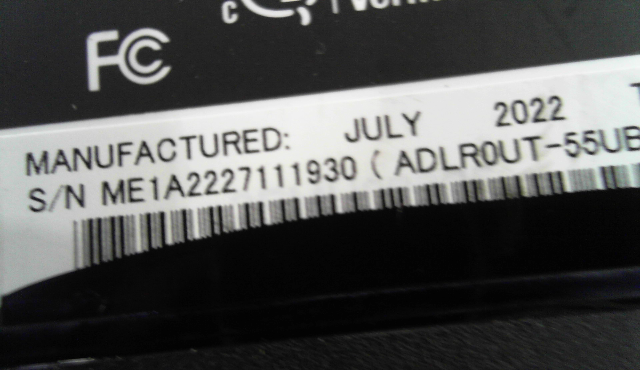 FC
MANUFACTURED: JULY 2022
S/N ME1A2227111930 (ADLR0UT-55UB